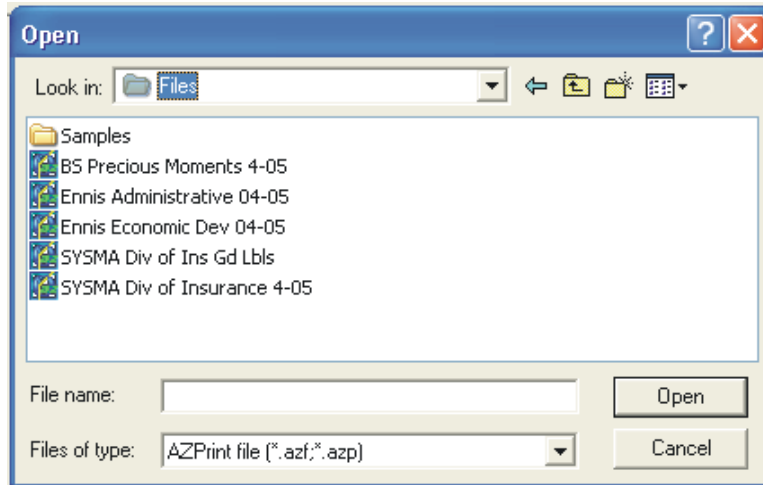 Open
Look in: Files
Samples
BS Precious Moments 4-05
Ennis Administrative 04-05
Ennis Economic Dev 04-05
SYSMA Div of Ins Gd Lbls
SYSMA Div of Insurance 4-05
File name:
Open
Files of type: AZPrint file (*.azf;*.azp)
Cancel